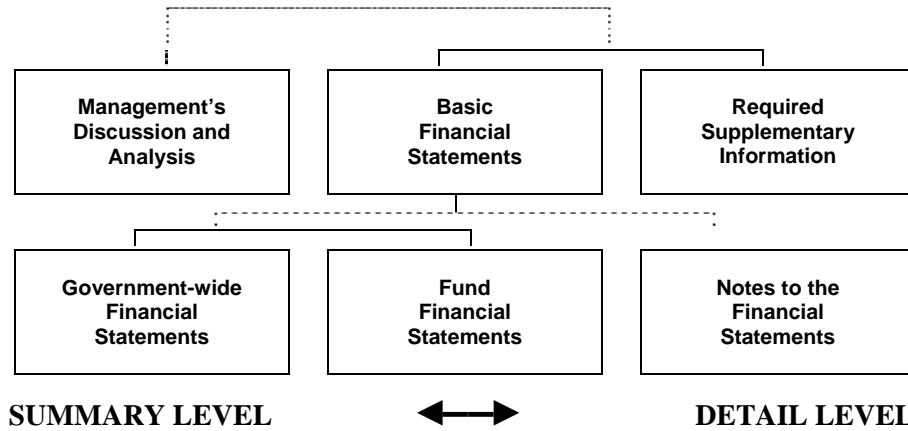 Management’s
Discussion and
Analysis
Basic
Financial
Statements
Required
Supplementary
Information
Government-wide
Financial
Statements
Fund
Financial
Statements
Notes to the
Financial
Statements
SUMMARY LEVEL
DETAIL LEVEL